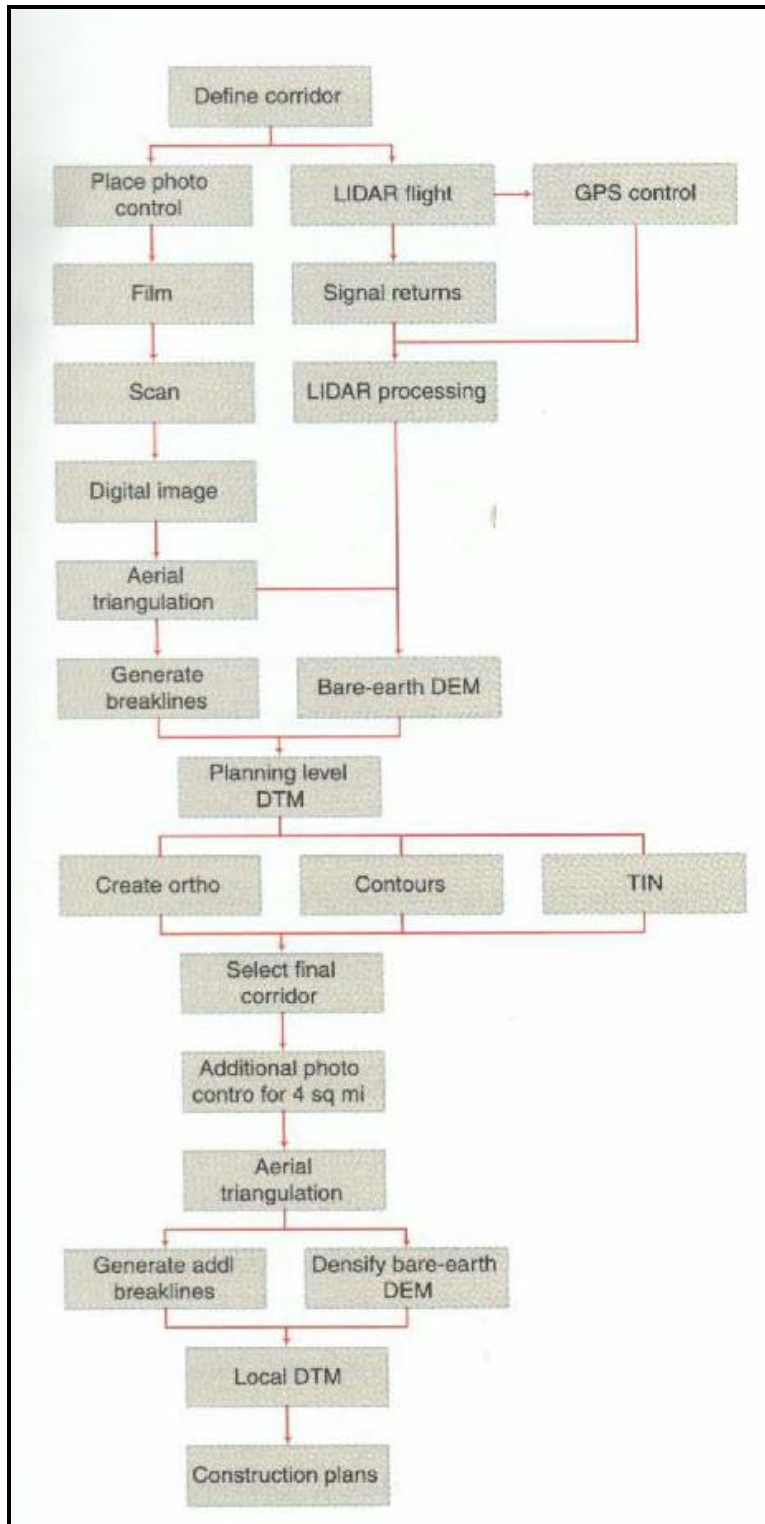 Define corridor
Place photo
control
LIDAR flight
GPS control
Film
Signal returns
Scan
LIDAR processing
Digital image
Aerial
triangulation
Generate
breaklines
Bare-earth DEM
Planning level
DTM
Create ortho
Contours
TIN
Select final
corridor
Additional photo
contro for 4 sq mi
Aerial
triangulation
Generate addl
breaklines
Densify bare-earth
DEM
Local DTM
Construction plans